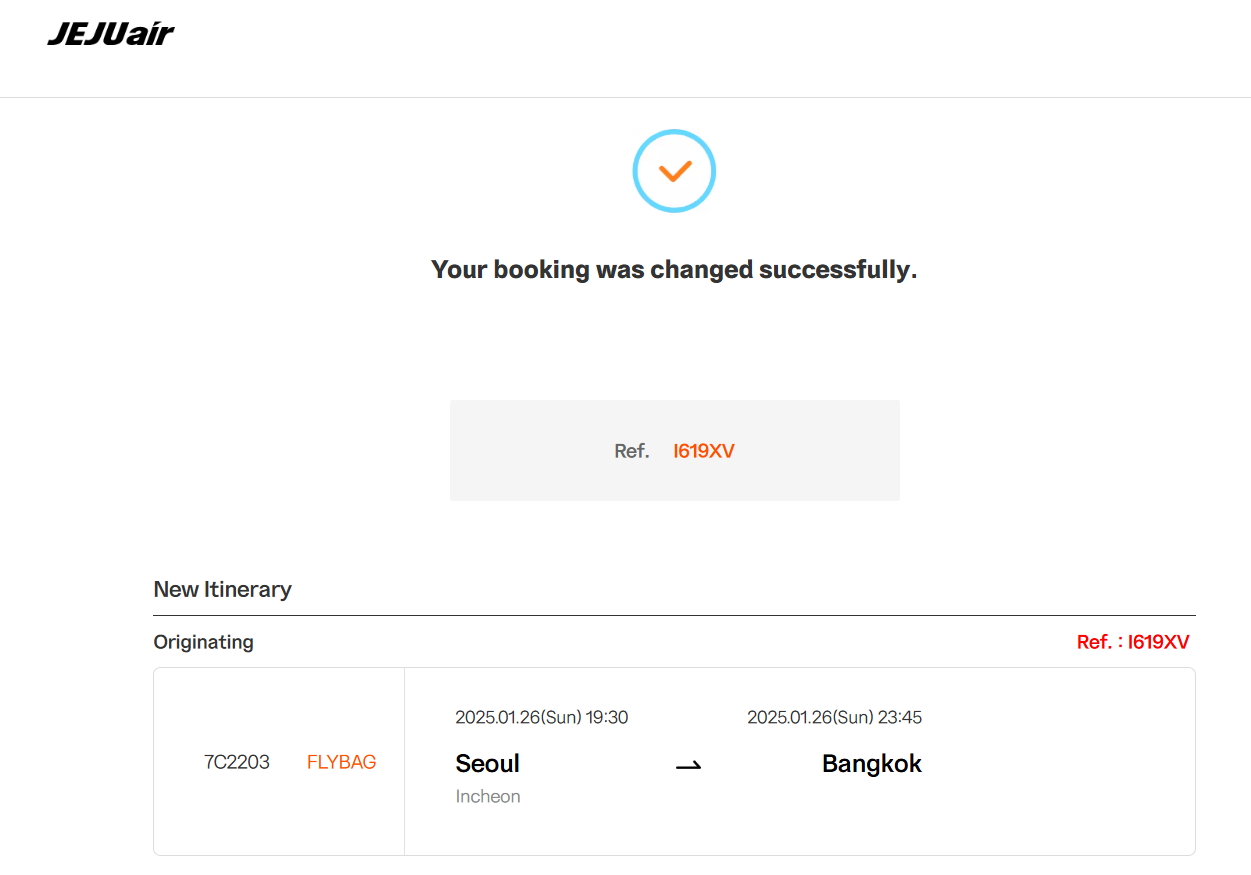 JEJUair
Your booking was changed successfully.
Ref. I619XV
New Itinerary
Originating Ref. : I619XV
2025.01.26(Sun) 19:30 2025.01.26(Sun) 23:45
7C2203 FLYBAG Seoul Bangkok
Incheon